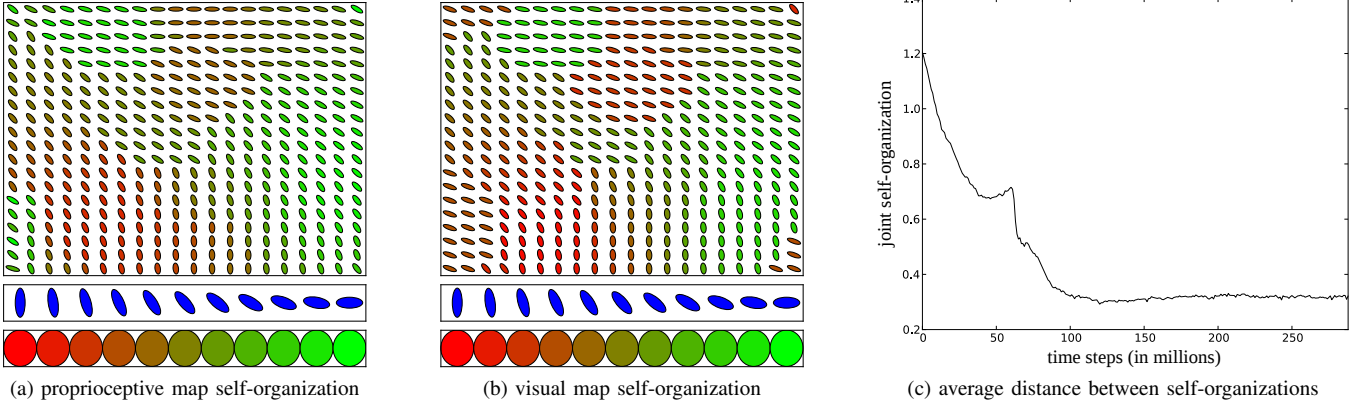 1.4
1.2
1.0
0.8
0.6
0.4
0.2
joint self-organization
0 50 100 150 200 250
time steps (in millions)
(a) proprioceptive map self-organization
(b) visual map self-organization
(c) average distance between self-organizations